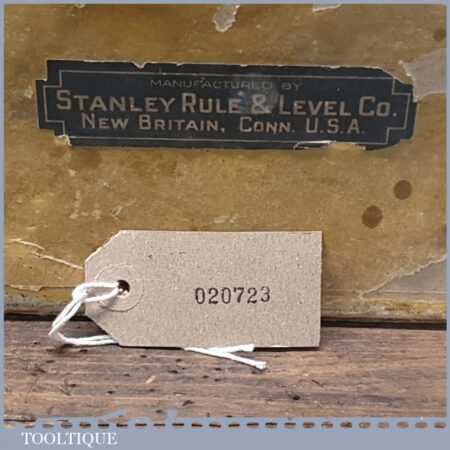 MANUFACTURED BY
STANLEY RULE & LEVEL CO.
NEW BRITAIN, CONN. U.S.A.
020723
TOOLTIQUE